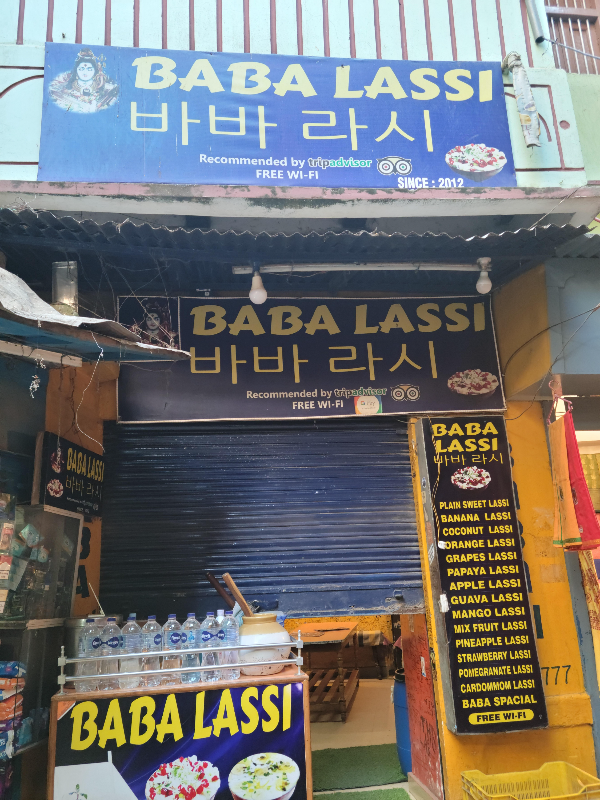 BABA LASSI
바바 라시
Recommended by tripadvisor
FREE WI-FI
SINCE : 2012
BABA LASSI
바바 라시
Recommended by tripadvisor
FREE WI-FI
BABA LASSI
바바 라시
BABA
LASSI
바바 라시
PLAIN SWEET LASSI
BANANA LASSI
COCONUT LASSI
ORANGE LASSI
GRAPES LASSI
PAPAYA LASSI
APPLE LASSI
GUAVA LASSI
MANGO LASSI
MIX FRUIT LASSI
PINEAPPLE LASSI
STRAWBERRY LASSI
POMEGRANATE LASSI
CARDOMMOM LASSI
BABA SPACIAL
FREE WI-FI
777
BABA LASSI